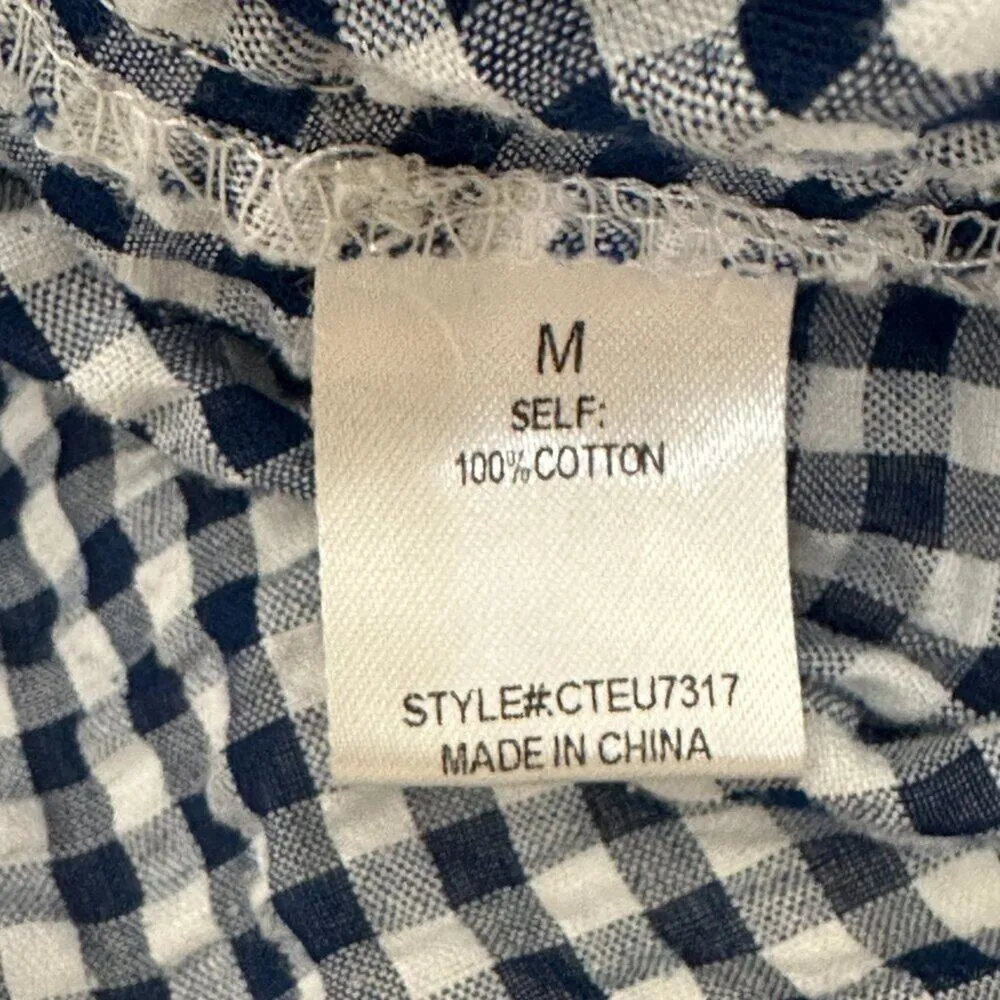 M
SELF:
100%COTTON
STYLE#:CTEU7317
MADE IN CHINA